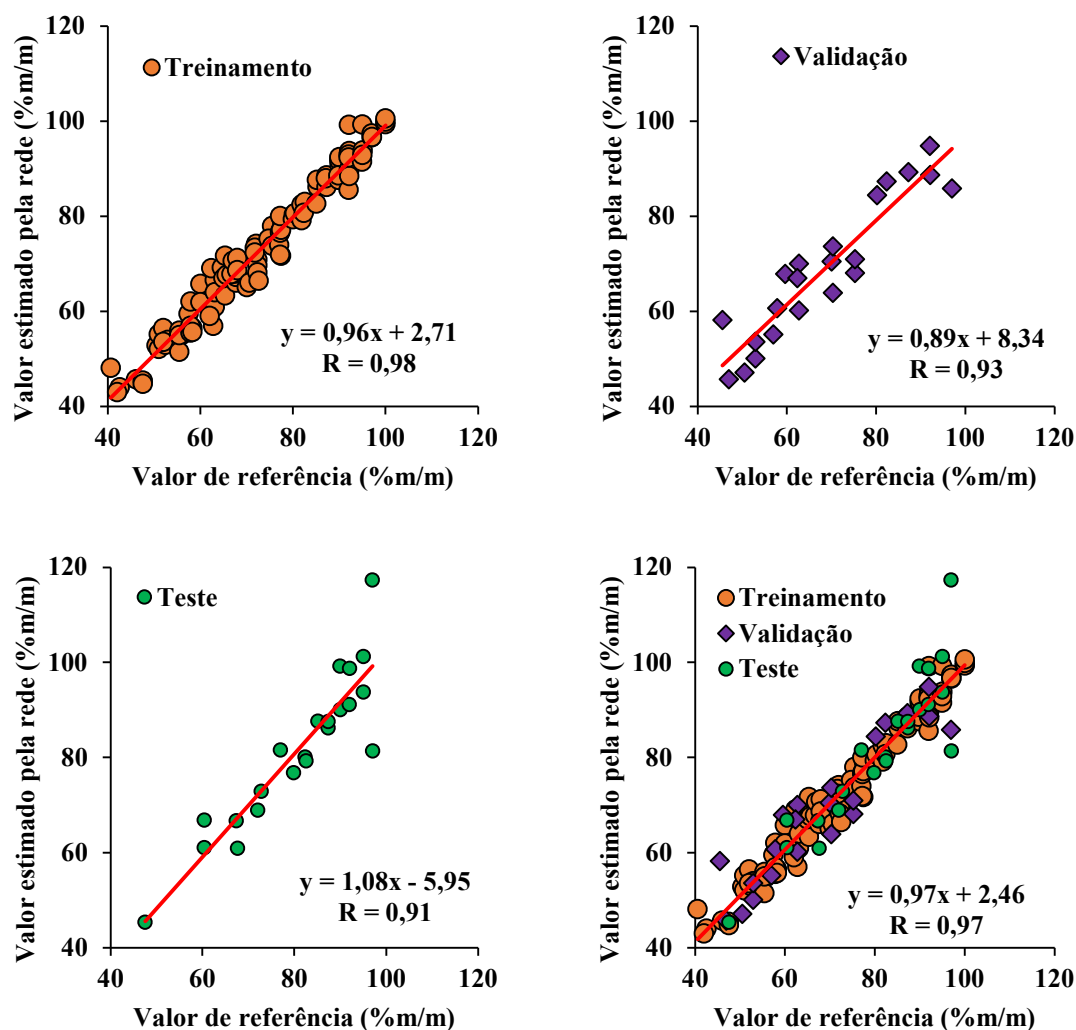 Valor estimado pela rede (%m/m)
120
100
80
60
40
Treinamento
y = 0,96x + 2,71
R = 0,98
40 60 80 100 120
Valor de referência (%m/m)
Valor estimado pela rede (%m/m)
120
100
80
60
40
Validação
y = 0,89x + 8,34
R = 0,93
40 60 80 100 120
Valor de referência (%m/m)
Valor estimado pela rede (%m/m)
120
100
80
60
40
Teste
y = 1,08x - 5,95
R = 0,91
40 60 80 100 120
Valor de referência (%m/m)
Valor estimado pela rede (%m/m)
120
100
80
60
40
Treinamento
Validação
Teste
y = 0,97x + 2,46
R = 0,97
40 60 80 100 120
Valor de referência (%m/m)